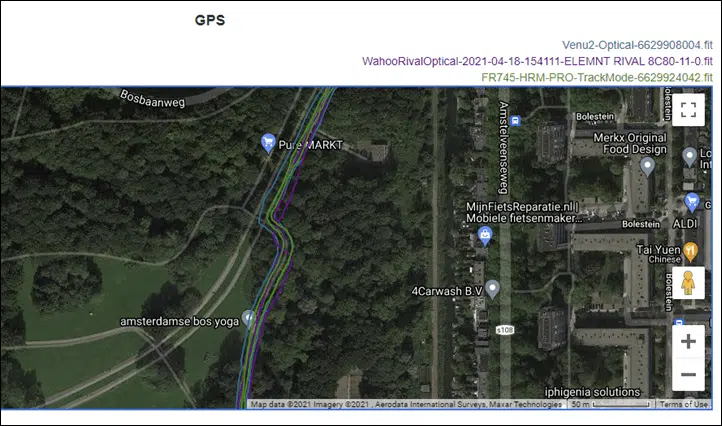 GPS
Venu2-Optical-6629908004.fit
WahooRivalOptical-2021-04-18-154111-ELEMNT RIVAL 8C80-11-0.fit
FR745-HRM-PRO-TrackMode-6629924042.fit
Bosbaanweg
Pure MARKT
Amstelveenseweg
Bolestein
Bolestein
Merkx Original
Food Design
Lo
Int
MijnFietsReparatie.nl |
Mobiele fietsenmaker...
G
ALDI
Bolestein
Tai Yuen
Chinese
4Carwash B.V
amsterdamse bos yoga
s108
iphigenia solutions
Map data ©2021 Imagery ©2021 , Aerodata International Surveys, Maxar Technologies
50 m
Terms of Use